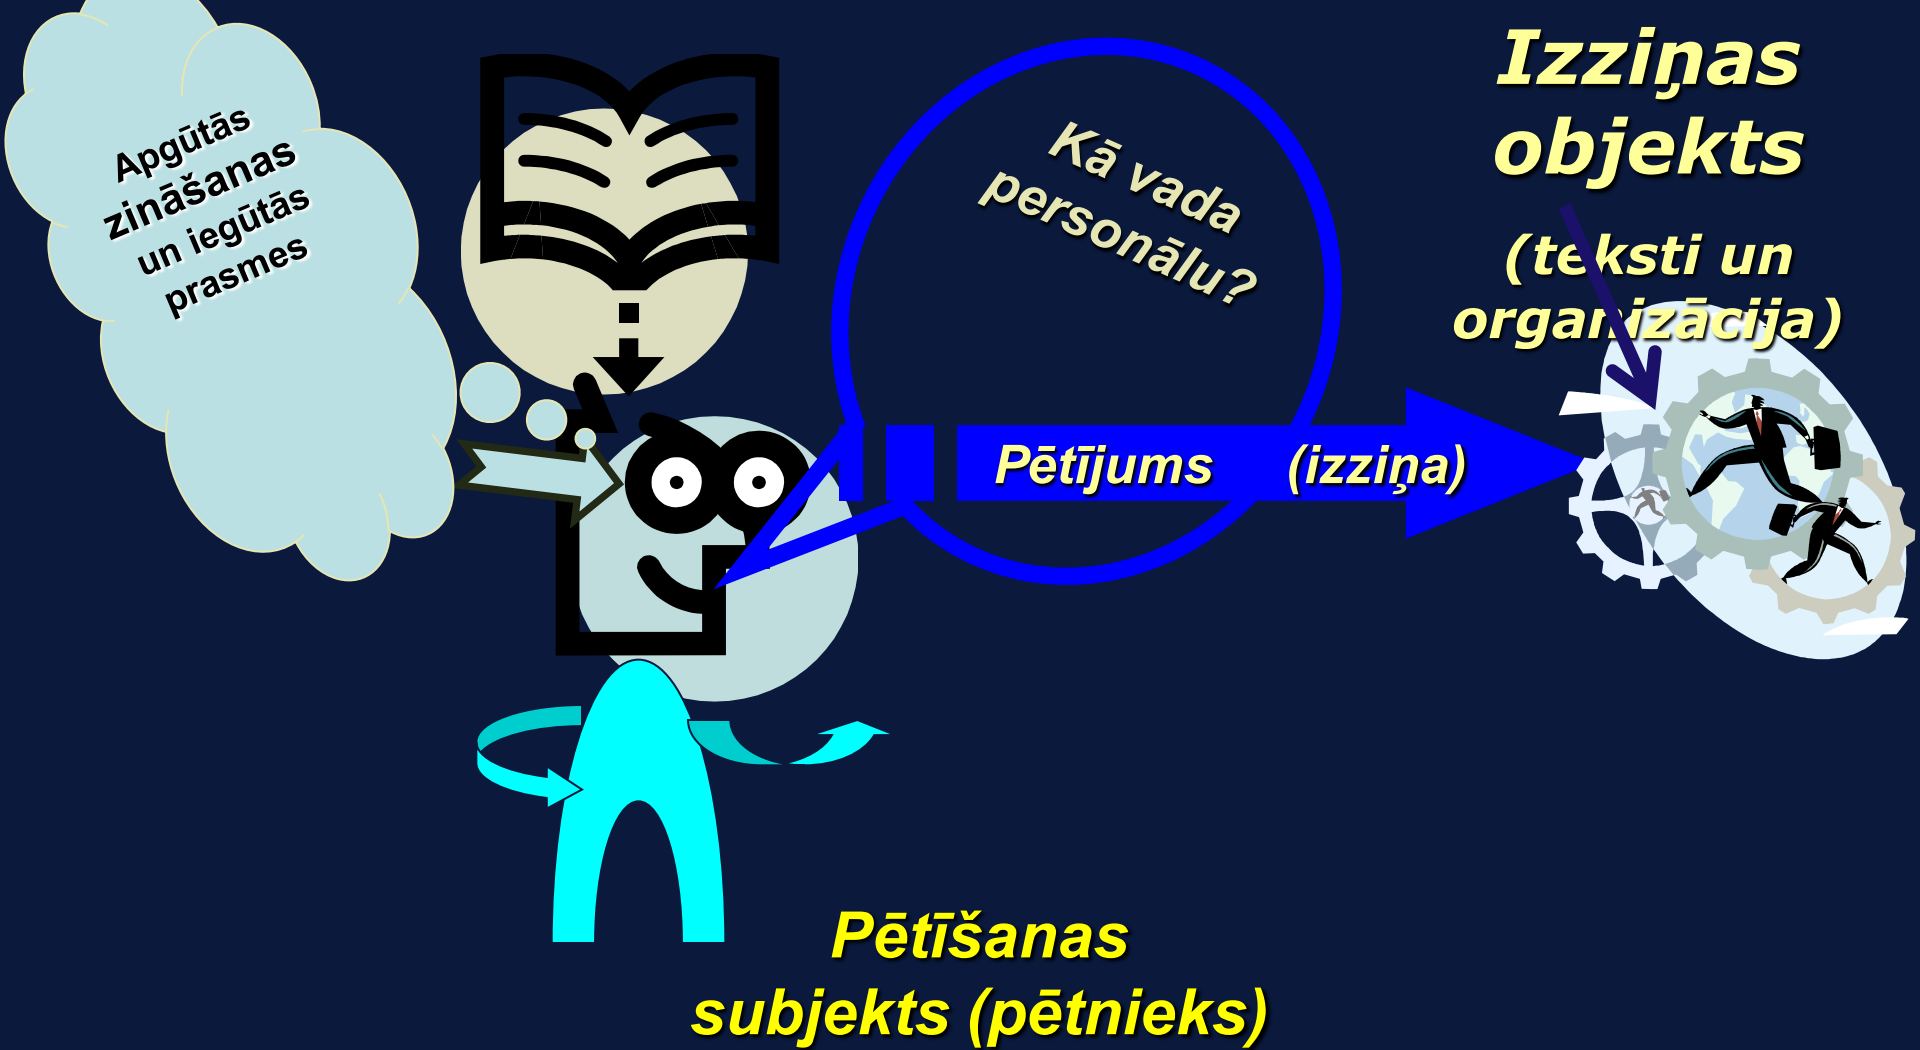 Apgūtās
zināšanas
un iegūtās
prasmes
Kā vada
personālu?
Izziņas
objekts
(teksti un
organizācija)
Pētījums (izziņa)
Pētīšanas
subjekts (pētnieks)